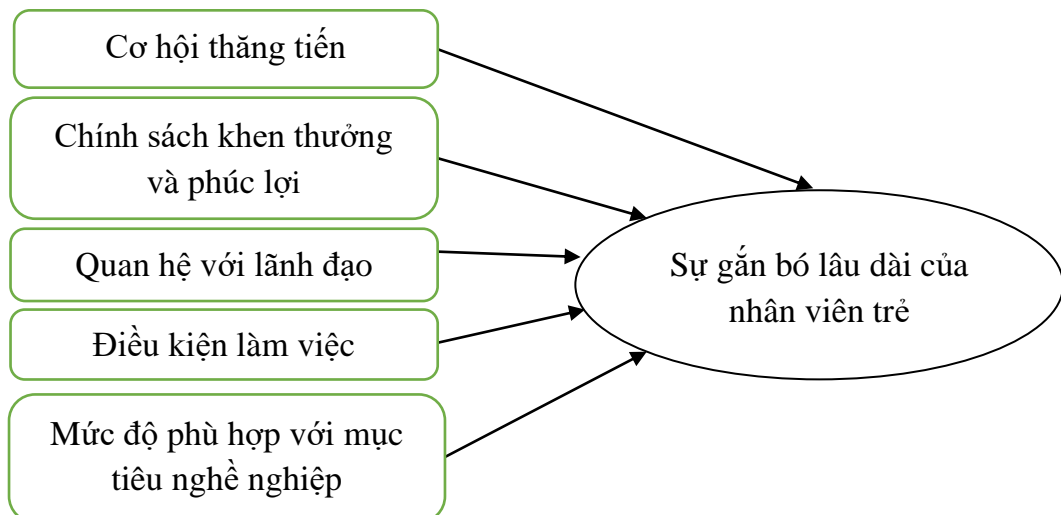 Cơ hội thăng tiến
Chính sách khen thưởng
và phúc lợi
Quan hệ với lãnh đạo
Điều kiện làm việc
Mức độ phù hợp với mục
tiêu nghề nghiệp
Sự gắn bó lâu dài của
nhân viên trẻ